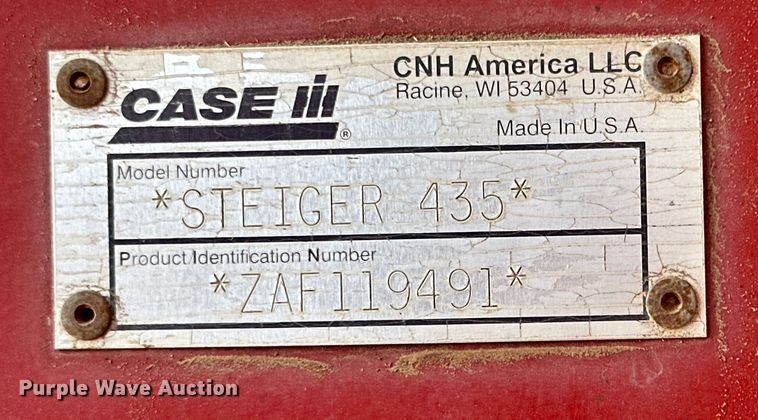 CASE IH
®
CNH America LLC
Racine, WI 53404 U.S.A.
Made In U.S.A.
Model Number
*STEIGER 435*
Product Identification Number
*ZAF119491*
Purple Wave Auction